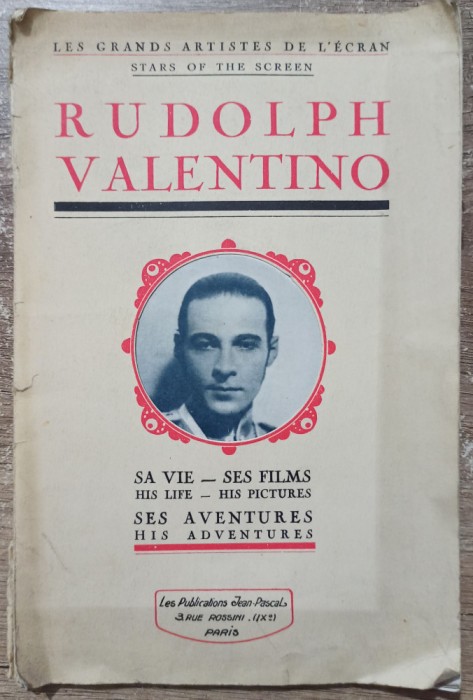 LES GRANDS ARTISTES DE L'ÉCRAN
STARS OF THE SCREEN
RUDOLPH
VALENTINO
SA VIE — SES FILMS
HIS LIFE — HIS PICTURES
SES AVENTURES
HIS ADVENTURES
Les Publications Jean-Pascal
3, RUE ROSSINI . (IXe)
PARIS